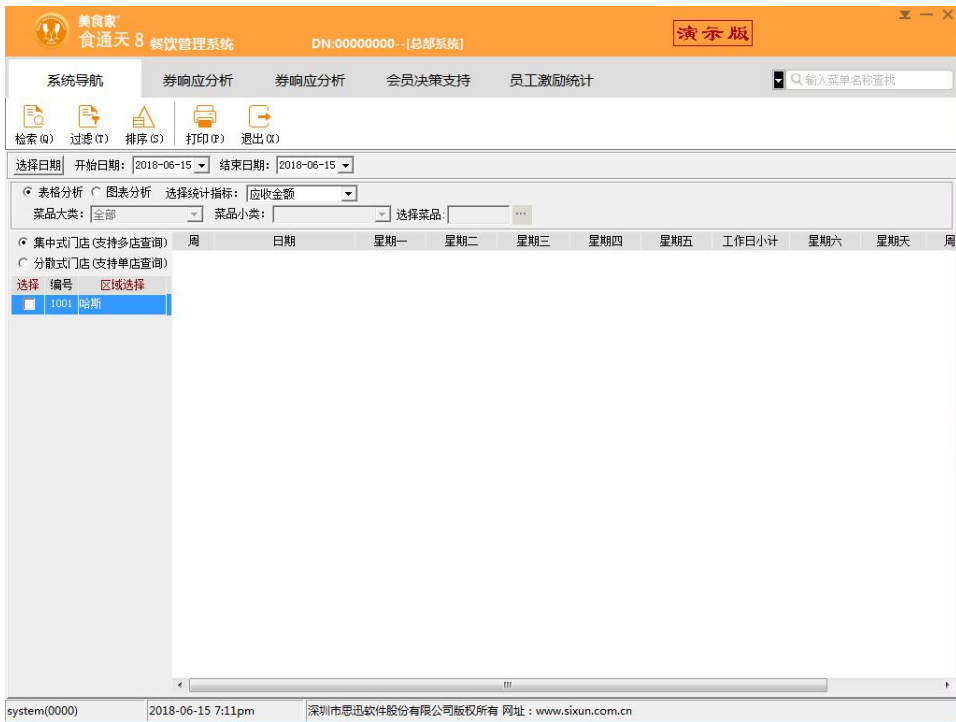 美食家®
食通天 8 餐饮管理系统 DN:00000000--[总部系统] 演示版
系统导航 券响应分析 券响应分析 会员决策支持 员工激励统计 输入菜单名称查找
检索(Q) 过滤(T) 排序(S) 打印(P) 退出(X)
选择日期 开始日期: 2018-06-15 结束日期: 2018-06-15
表格分析 图表分析 选择统计指标: 应收金额
菜品大类: 全部 菜品小类: 选择菜品: ...
集中式门店(支持多店查询) 周 日期 星期一 星期二 星期三 星期四 星期五 工作日小计 星期六 星期天 周
分散式门店(支持单店查询)
选择 编号 区域选择
1001 哈斯
system(0000) 2018-06-15 7:11pm 深圳市思迅软件股份有限公司版权所有 网址：www.sixun.com.cn